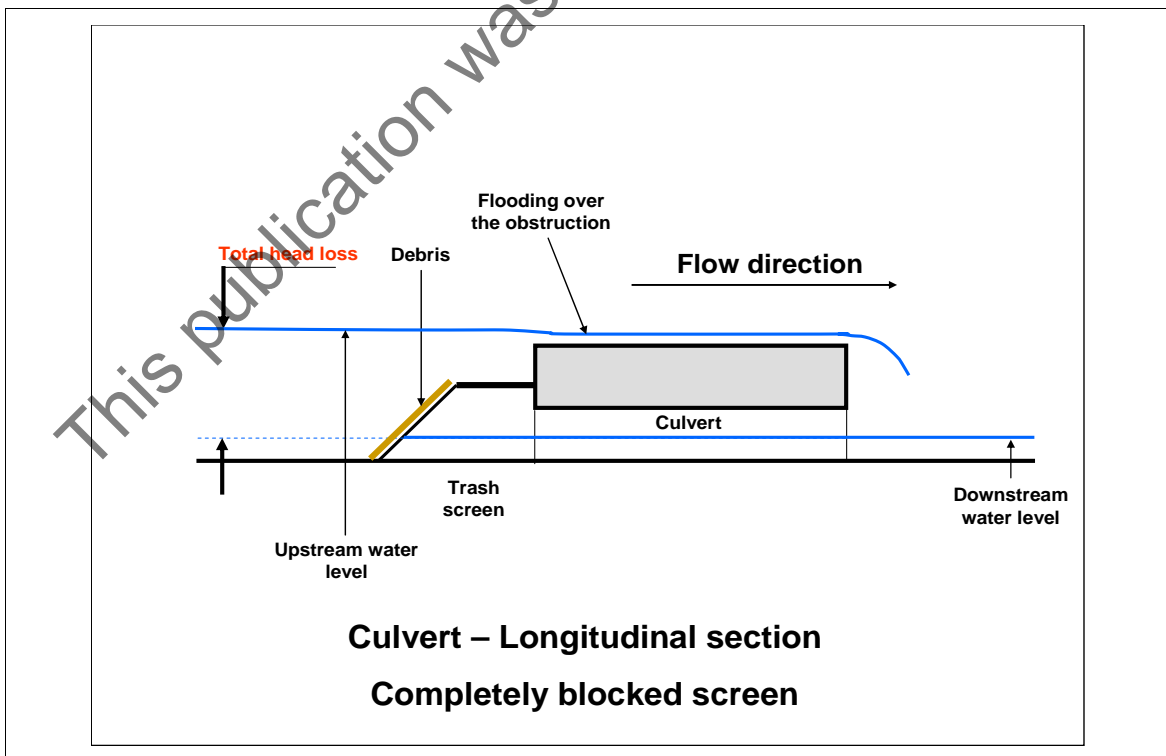 This publication was
Flooding over
the obstruction
Total head loss
Debris
Flow direction
Culvert
Trash
screen
Downstream
water level
Upstream water
level
Culvert – Longitudinal section
Completely blocked screen